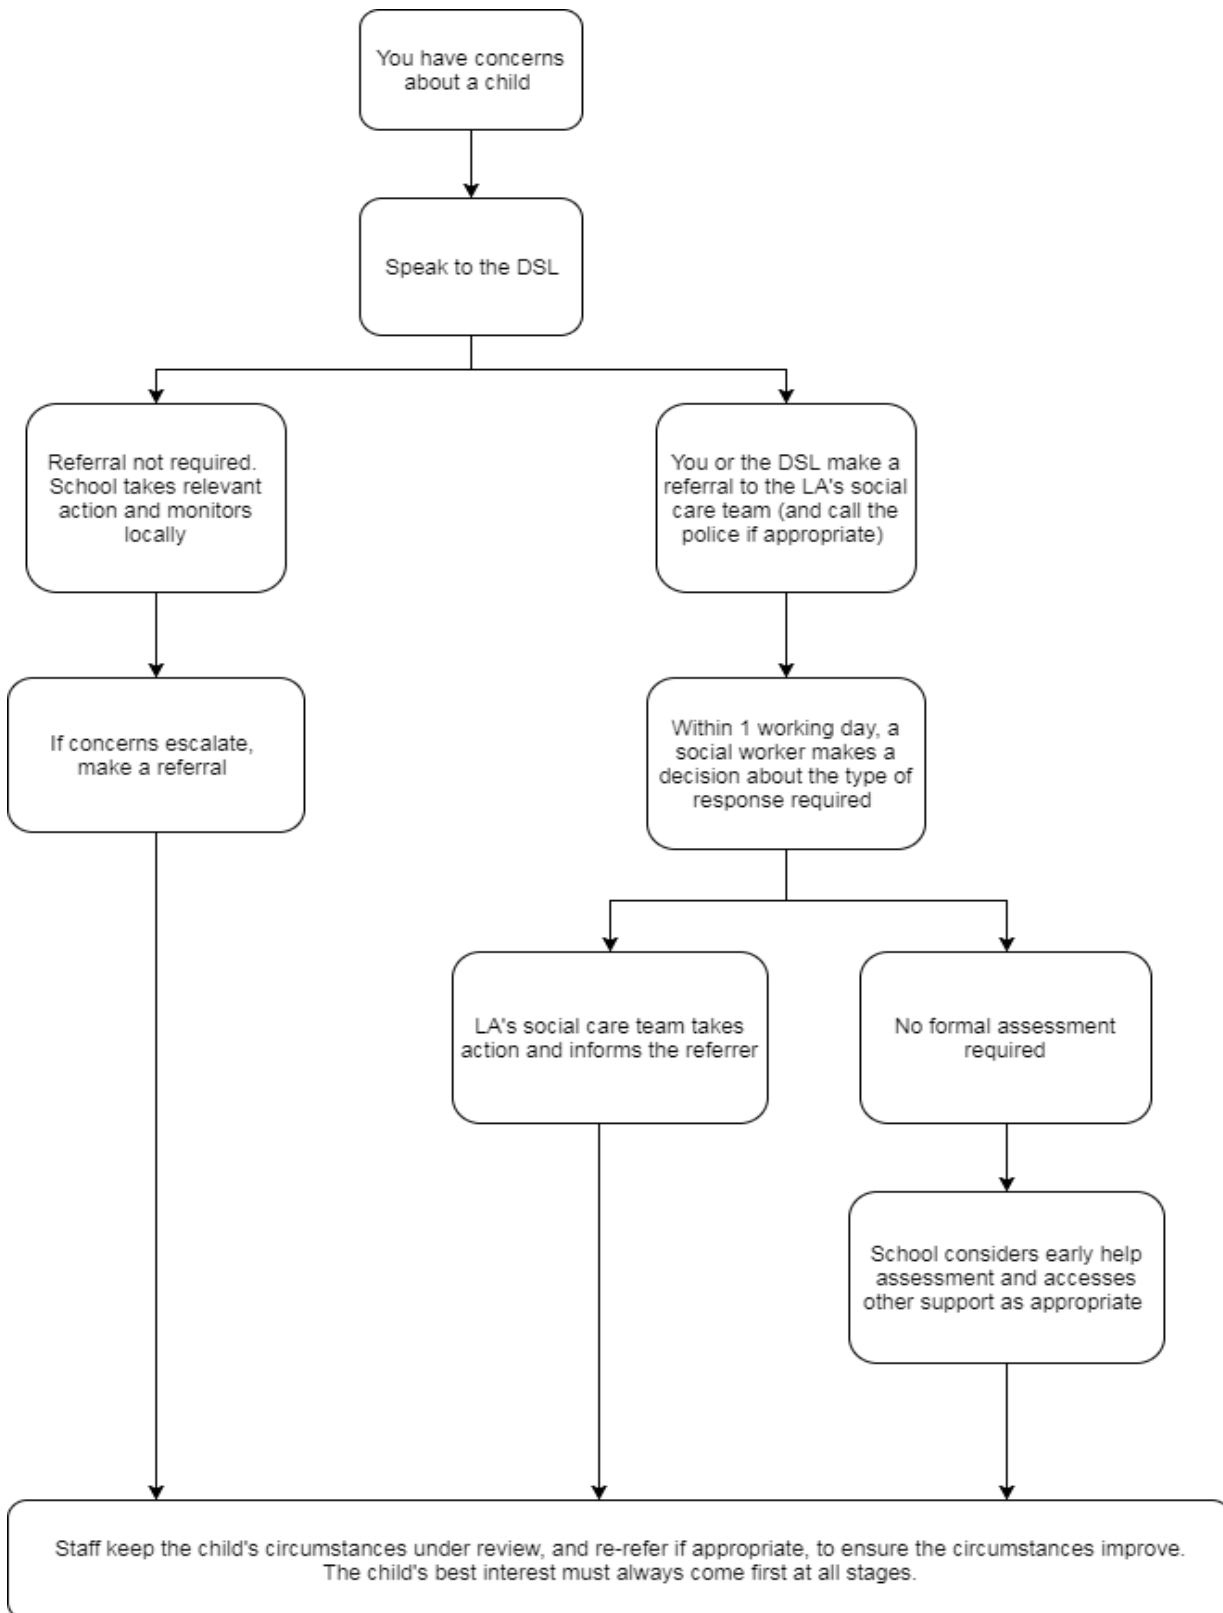 You have concerns
about a child
Speak to the DSL
Referral not required.
School takes relevant
action and monitors
locally
You or the DSL make a
referral to the LA's social
care team (and call the
police if appropriate)
If concerns escalate,
make a referral
Within 1 working day, a
social worker makes a
decision about the type of
response required
LA's social care team takes
action and informs the referrer
No formal assessment
required
School considers early help
assessment and accesses
other support as appropriate
Staff keep the child's circumstances under review, and re-refer if appropriate, to ensure the circumstances improve.
The child's best interest must always come first at all stages.